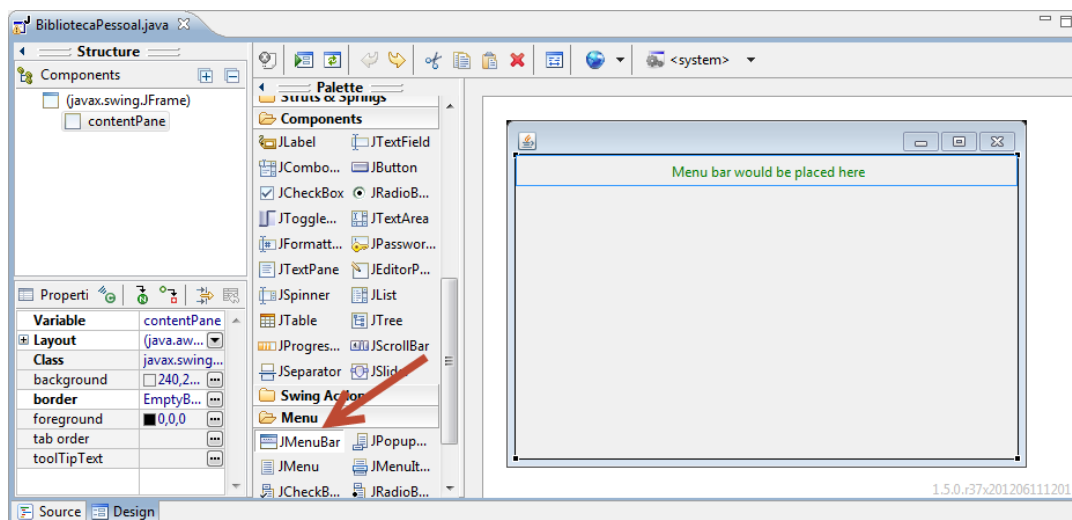 BibliotecaPessoal.java
Structure
Components
(javax.swing.JFrame)
contentPane
Properti
Variable contentPane
Layout (java.aw...
Class javax.swing...
background 240,2...
border EmptyB...
foreground 0,0,0
tab order
toolTipText
Source Design
<system>
Palette
Struts & Springs
Components
JLabel JTextField
JCombo... JButton
JCheckBox JRadioB...
JToggle... JTextArea
JFormatt... JPasswor...
JTextPane JEditorP...
JSpinner JList
JTable JTree
JProgres... JScrollBar
JSeparator JSlider
Swing Action
Menu
JMenuBar JPopup...
JMenu JMenuIt...
JCheckB... JRadioB...
Menu bar would be placed here
1.5.0.r37x201206111201